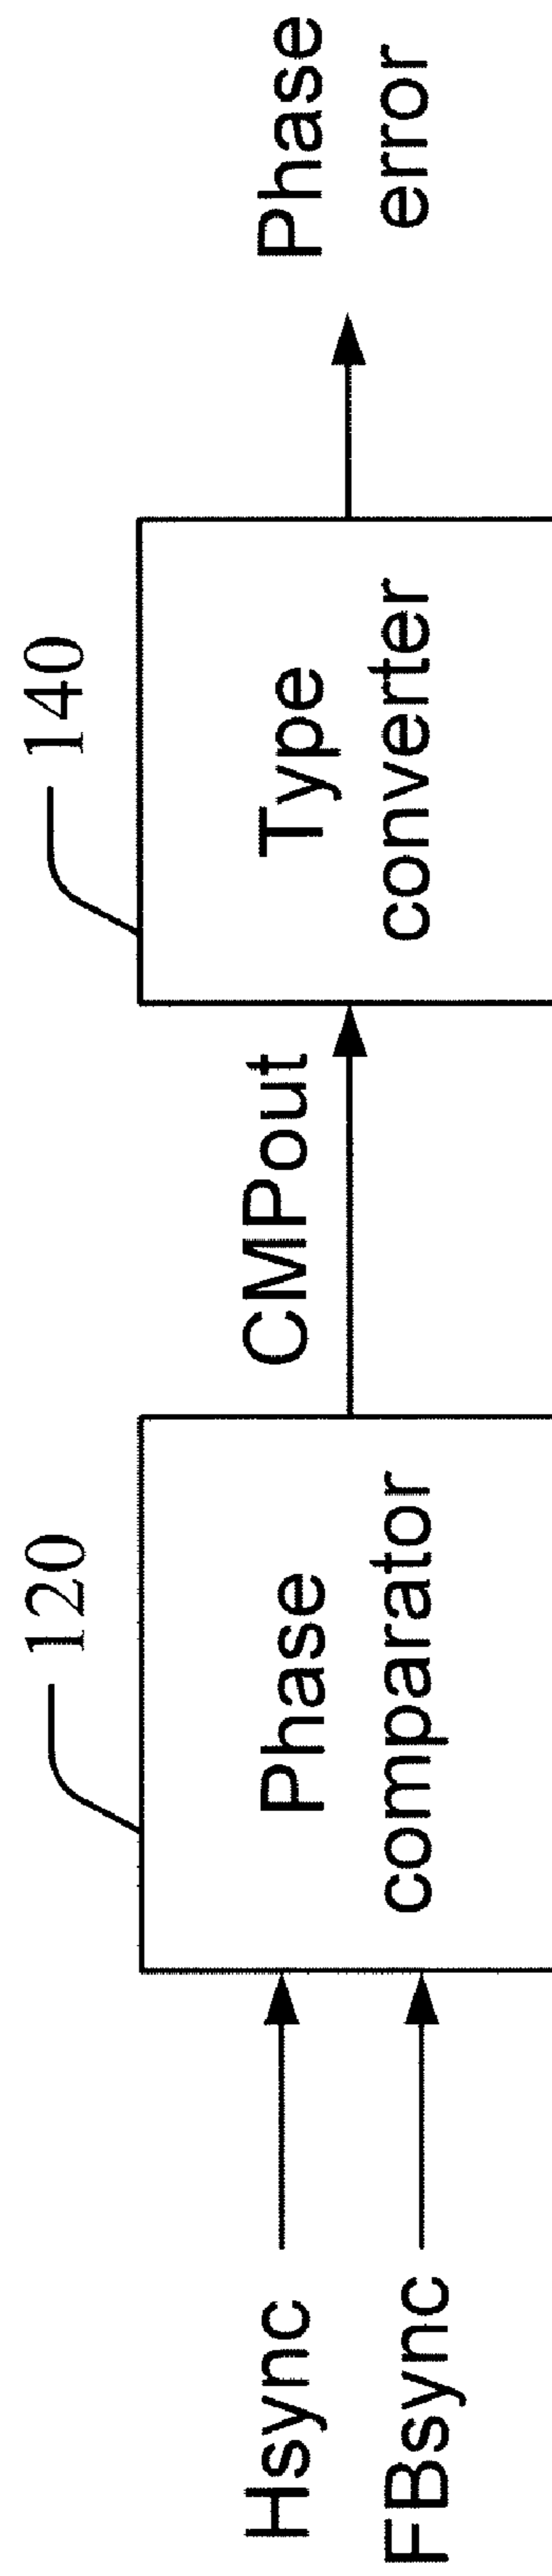 Hsync
FBsync
120
Phase
comparator
CMPout
140
Type
converter
Phase
error